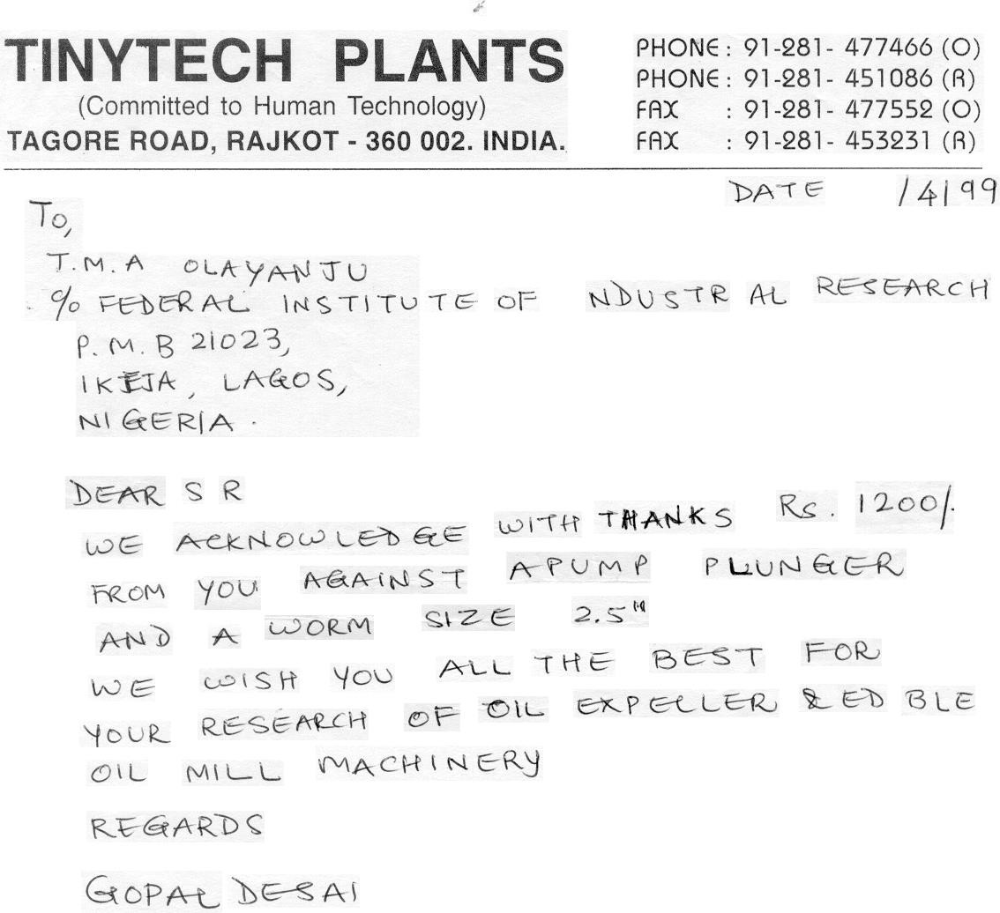 TINYTECH PLANTS
(Committed to Human Technology)
TAGORE ROAD, RAJKOT - 360 002. INDIA.
PHONE : 91-281- 477466 (O)
PHONE : 91-281- 451086 (R)
FAX : 91-281- 477552 (O)
FAX : 91-281- 453231 (R)
DATE /4/99
To,
T.M.A OLAYANJU
c/o FEDERAL INSTITUTE OF NDUSTR AL RESEARCH
P.M.B 21023,
IKEJA, LAGOS,
NIGERIA.
DEAR S R
WE ACKNOWLEDGE WITH THANKS Rs. 1200/-
FROM YOU AGAINST A PUMP PLUNGER
AND A WORM SIZE 2.5"
WE WISH YOU ALL THE BEST FOR
YOUR RESEARCH OF OIL EXPELLER & ED BLE
OIL MILL MACHINERY
REGARDS
GOPAL DESAI